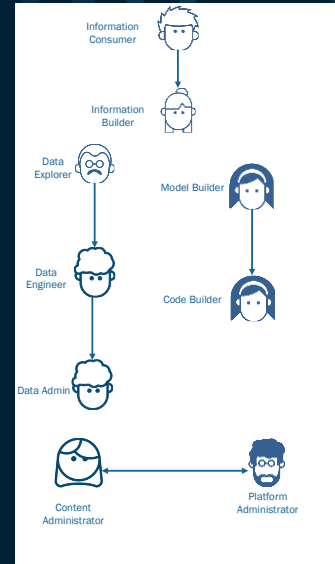 Information
Consumer
Information
Builder
Data
Explorer
Model Builder
Data
Engineer
Code Builder
Data Admin
Content
Administrator
Platform
Administrator